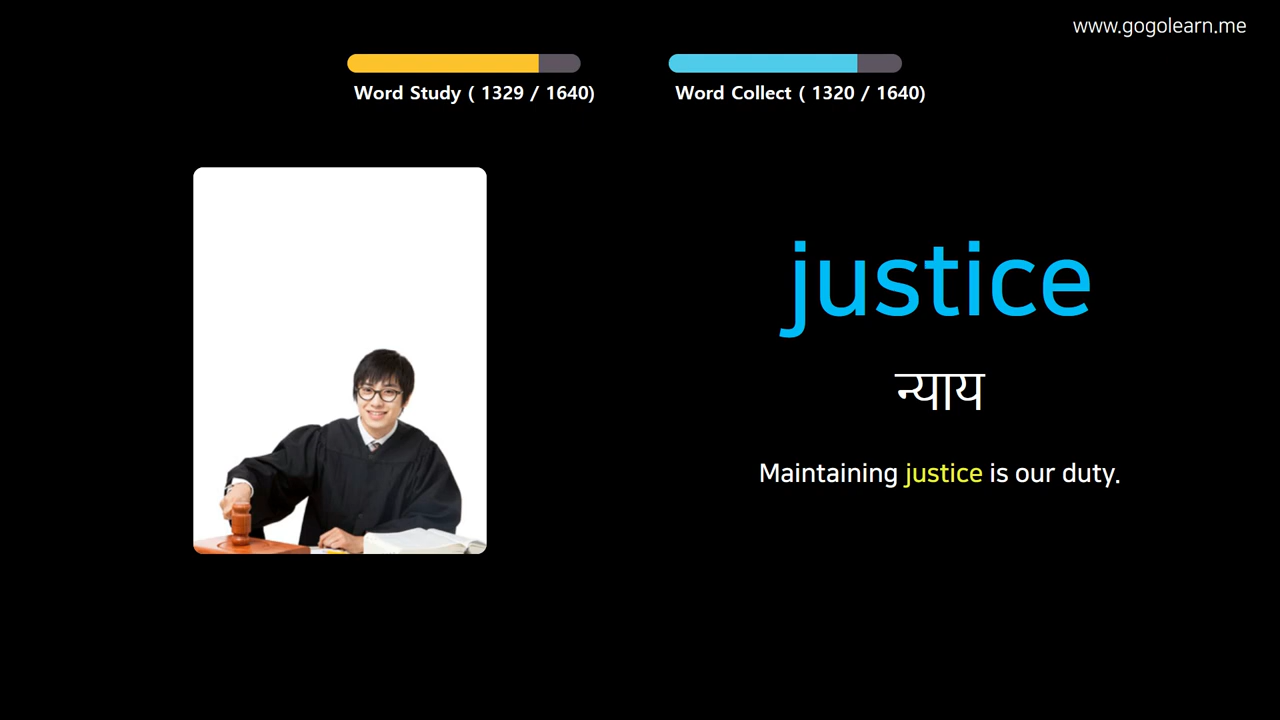 www.gogolearn.me
Word Study ( 1329 / 1640)
Word Collect ( 1320 / 1640)
justice
न्याय
Maintaining justice is our duty.